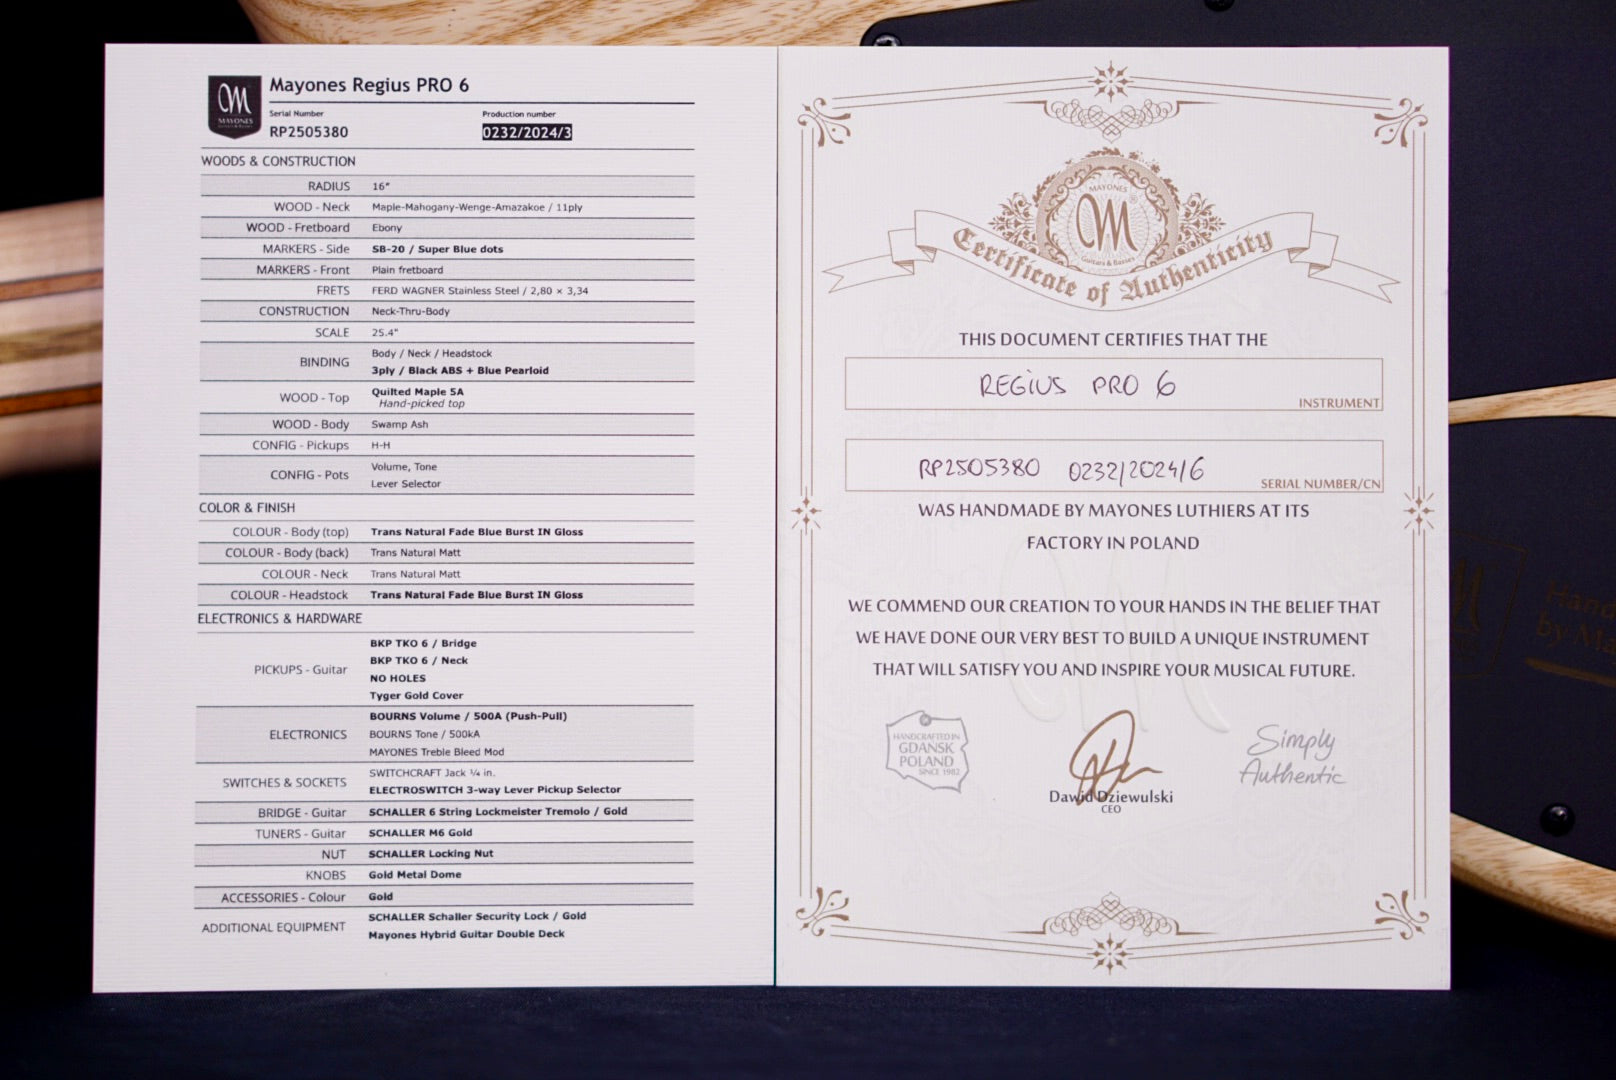 Mayones Regius PRO 6
MAYONES
Serial Number
Production number
RP2505380
0232/2024/3
WOODS & CONSTRUCTION
RADIUS 16"
WOOD - Neck Maple-Mahogany-Wenge-Amazakoe / 11ply
WOOD - Fretboard Ebony
MARKERS - Side SB-20 / Super Blue dots
MARKERS - Front Plain fretboard
FRETS FERD WAGNER Stainless Steel / 2,80 × 3,34
CONSTRUCTION Neck-Thru-Body
SCALE 25.4"
BINDING Body / Neck / Headstock
3ply / Black ABS + Blue Pearloid
WOOD - Top Quilted Maple 5A
Hand-picked top
WOOD - Body Swamp Ash
CONFIG - Pickups H-H
CONFIG - Pots Volume, Tone
Lever Selector
COLOR & FINISH
COLOUR - Body (top) Trans Natural Fade Blue Burst IN Gloss
COLOUR - Body (back) Trans Natural Matt
COLOUR - Neck Trans Natural Matt
COLOUR - Headstock Trans Natural Fade Blue Burst IN Gloss
ELECTRONICS & HARDWARE
PICKUPS - Guitar BKP TKO 6 / Bridge
BKP TKO 6 / Neck
NO HOLES
Tyger Gold Cover
ELECTRONICS BOURNS Volume / 500A (Push-Pull)
BOURNS Tone / 500kA
MAYONES Treble Bleed Mod
SWITCHES & SOCKETS SWITCHCRAFT Jack ¼ in.
ELECTROSWITCH 3-way Lever Pickup Selector
BRIDGE - Guitar SCHALLER 6 String Lockmeister Tremolo / Gold
TUNERS - Guitar SCHALLER M6 Gold
NUT SCHALLER Locking Nut
KNOBS Gold Metal Dome
ACCESSORIES - Colour Gold
ADDITIONAL EQUIPMENT SCHALLER Schaller Security Lock / Gold
Mayones Hybrid Guitar Double Deck
MAYONES
M®
Guitars & Basses
Certificate of Authenticity
THIS DOCUMENT CERTIFIES THAT THE
REGIUS PRO 6
INSTRUMENT
RP2505380 0232/2024/6
SERIAL NUMBER/CN
WAS HANDMADE BY MAYONES LUTHIERS AT ITS
FACTORY IN POLAND
WE COMMEND OUR CREATION TO YOUR HANDS IN THE BELIEF THAT
WE HAVE DONE OUR VERY BEST TO BUILD A UNIQUE INSTRUMENT
THAT WILL SATISFY YOU AND INSPIRE YOUR MUSICAL FUTURE.
HANDCRAFTED IN
GDAŃSK
POLAND
SINCE 1982
Dawid Dziewulski
CEO
Simply
Authentic
Hand
by Ma